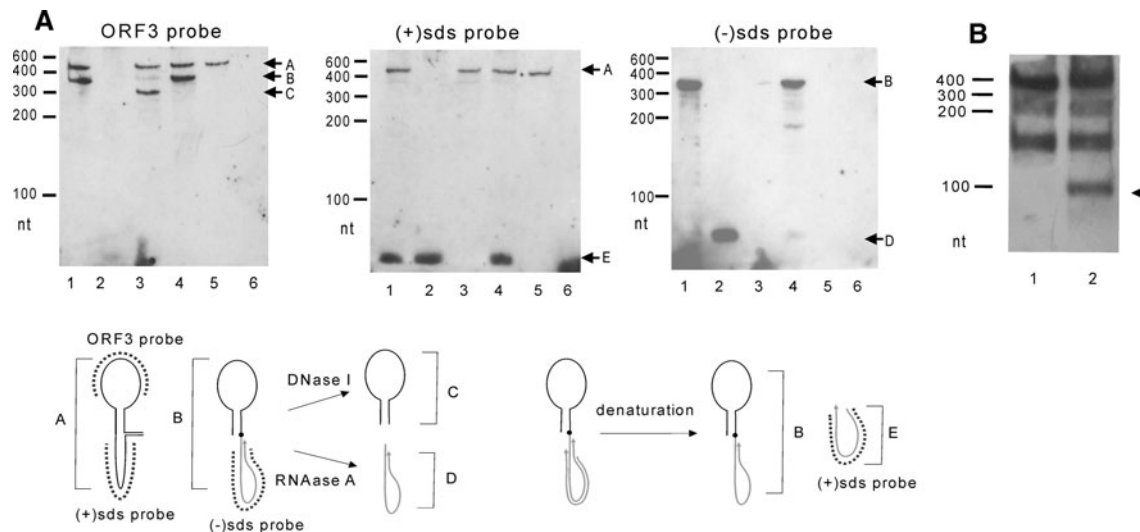 A
ORF3 probe
600
400
300
200
100
nt
A
B
C
1 2 3 4 5 6
(+)sds probe
600
400
300
200
100
nt
A
E
1 2 3 4 5 6
(-)sds probe
600
400
300
200
100
nt
B
D
1 2 3 4 5 6
B
400
300
200
100
nt
1 2
ORF3 probe
A
(+)sds probe
B
(-)sds probe
DNase I
RNAase A
C
D
denaturation
B
E
(+)sds probe